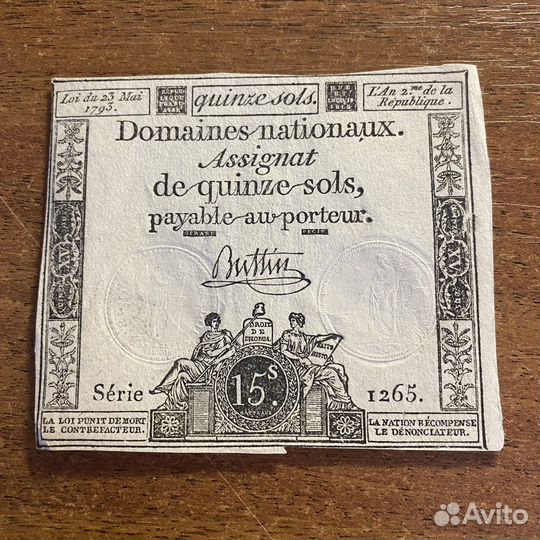 Loi du 23 Mai
1793.
quinze sols.
L'An 2.me de la
République.
Domaines nationaux.
Assignat
de quinze sols,
payable au porteur.
Buttin
DROIT
DE
L'HOMME.
15.s
Série
1265.
LA LOI PUNIT DE MORT
LE CONTREFACTEUR.
LA NATION RÉCOMPENSE
LE DÉNONCIATEUR.
Avito